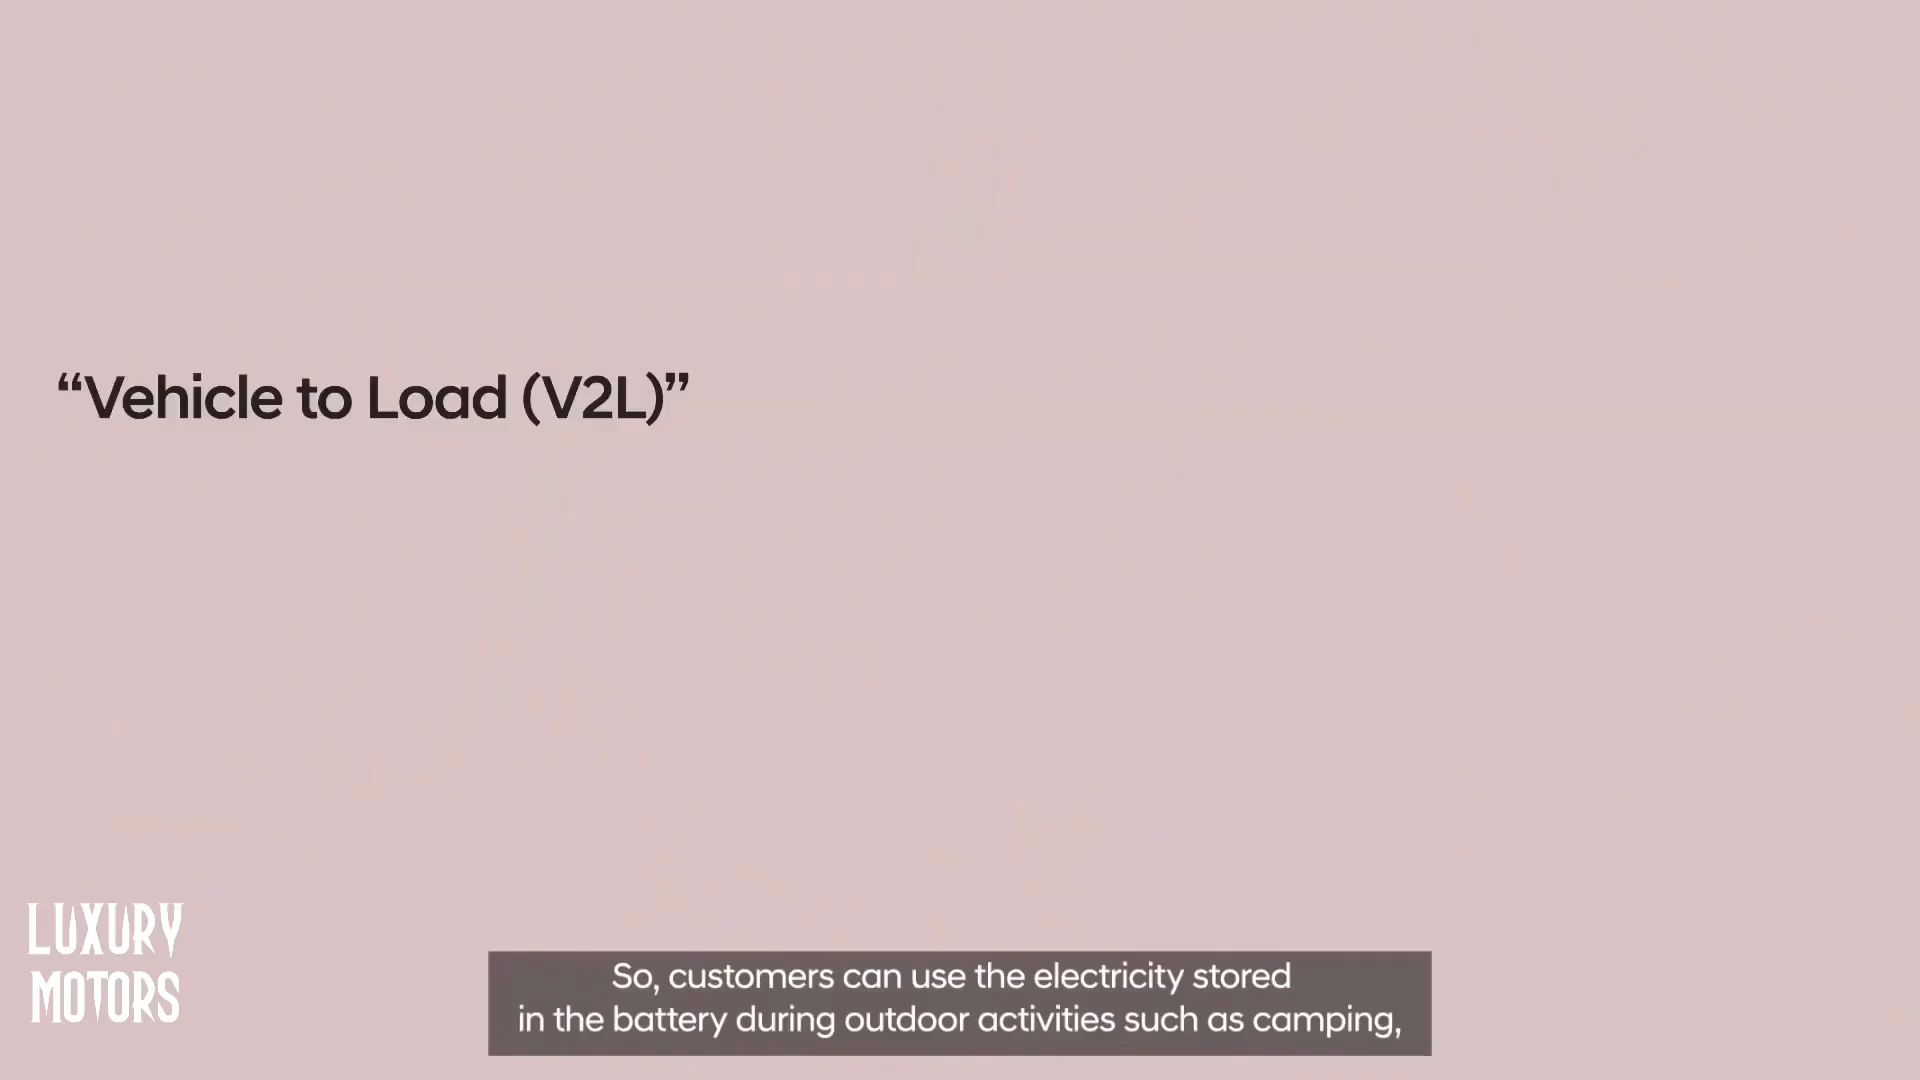 “Vehicle to Load (V2L)”
LUXURY
MOTORS
So, customers can use the electricity stored
in the battery during outdoor activities such as camping,